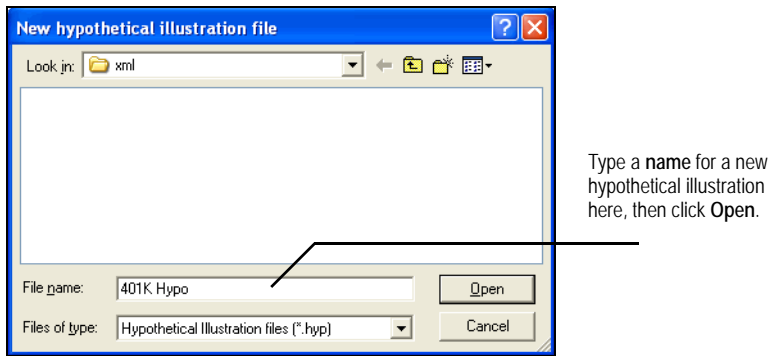 New hypothetical illustration file
Look in: xml
Type a name for a new
hypothetical illustration
here, then click Open.
File name: 401K Hypo Open
Files of type: Hypothetical Illustration files (*.hyp) Cancel